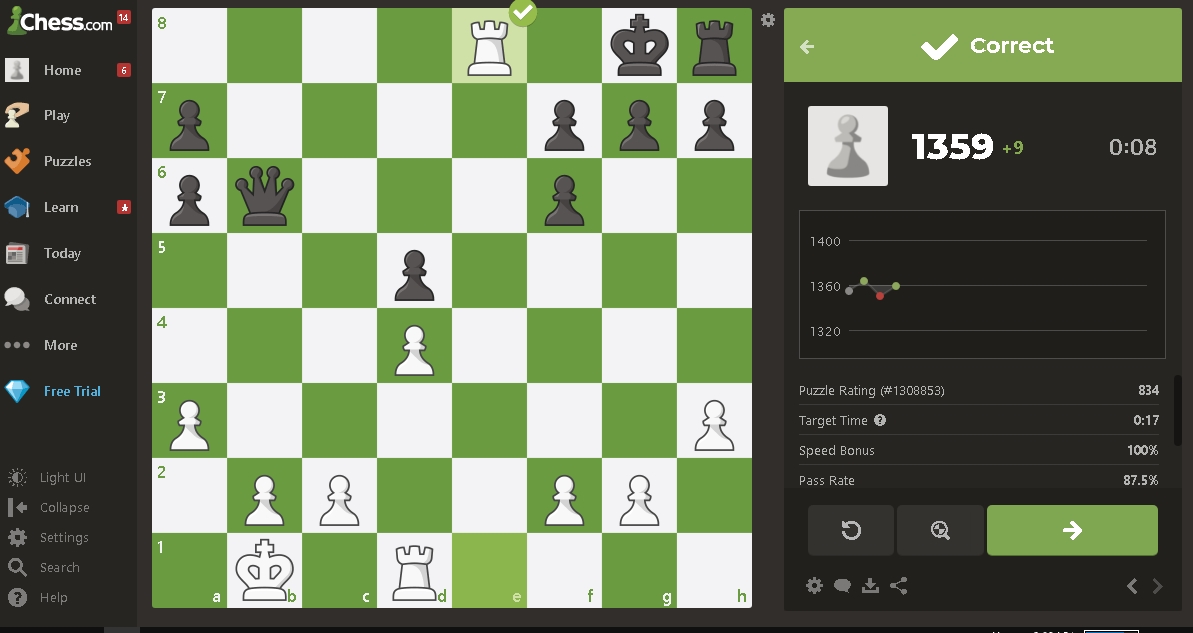 Chess.com 14
Home 6
Play
Puzzles
Learn
Today
Connect
More
Free Trial
Light UI
Collapse
Settings
Search
Help
8
7
6
5
4
3
2
1
a b c d e f g h
Correct
1359 +9 0:08
1400
1360
1320
Puzzle Rating (#1308853) 834
Target Time ? 0:17
Speed Bonus 100%
Pass Rate 87.5%